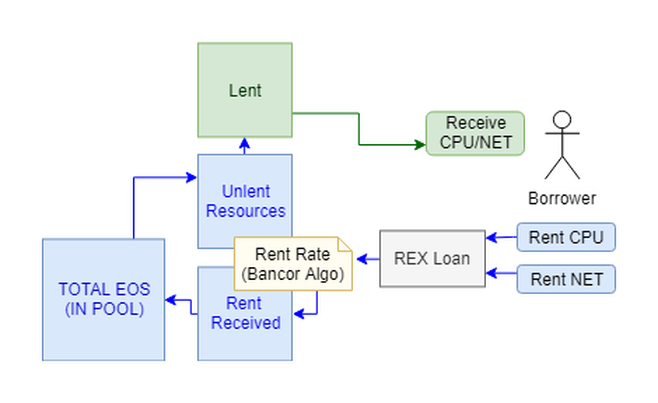 Lent
Receive
CPU/NET
Unlent
Resources
Borrower
Rent CPU
Rent Rate
(Bancor Algo)
REX Loan
Rent NET
TOTAL EOS
(IN POOL)
Rent
Received